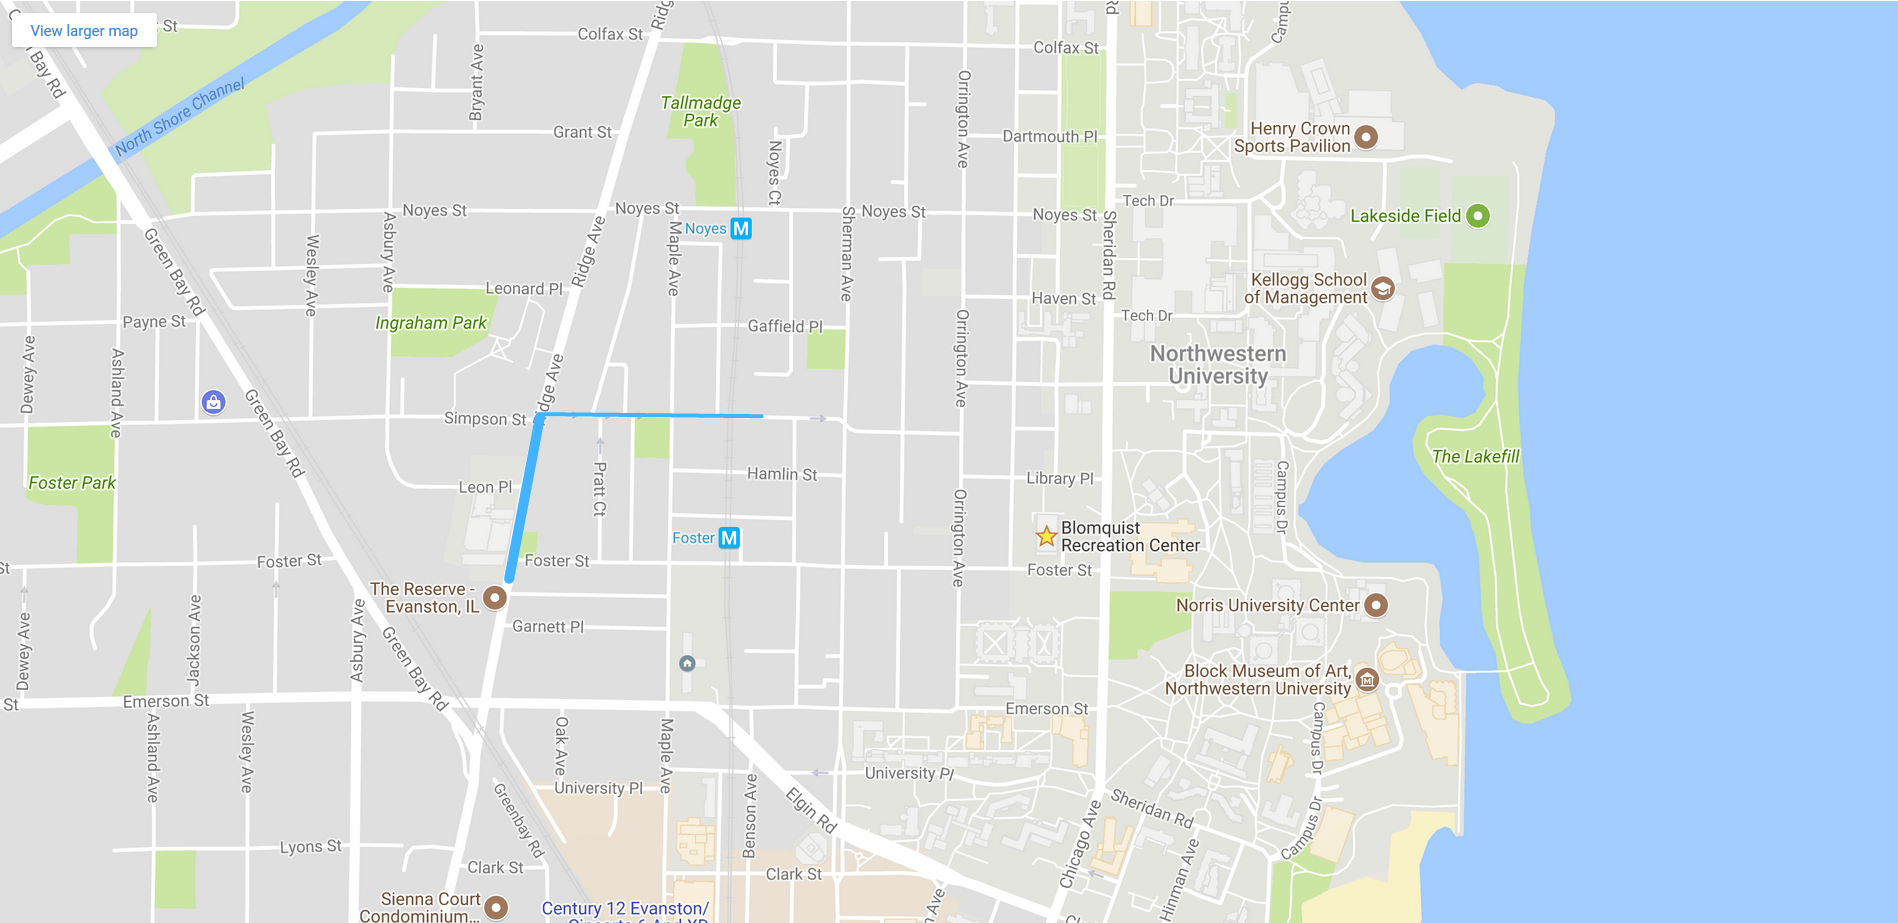 View larger map
St
Bay Rd
North Shore Channel
Bryant Ave
Colfax St
Ridg
Tallmadge
Park
Grant St
Noyes Ct
Orrington Ave
Colfax St
Rd
Dartmouth Pl
Camp
Henry Crown
Sports Pavilion
Noyes St
Noyes St
Noyes St
Noyes St
Tech Dr
Lakeside Field
Noyes
M
Green Bay Rd
Wesley Ave
Asbury Ave
Ridge Ave
Maple Ave
Sherman Ave
Sheridan Rd
Leonard Pl
Ingraham Park
Payne St
Gaffield Pl
Haven St
Tech Dr
Kellogg School
of Management
Northwestern
University
Dewey Ave
Ashland Ave
Green Bay Rd
Ridge Ave
Orrington Ave
Simpson St
Foster Park
Leon Pl
Pratt Ct
Hamlin St
Library Pl
Campus Dr
The Lakefill
Foster
M
Orrington Ave
Blomquist
Recreation Center
St
Foster St
Foster St
Foster St
The Reserve -
Evanston, IL
Garnett Pl
Norris University Center
Dewey Ave
Jackson Ave
Asbury Ave
Green Bay Rd
Block Museum of Art,
Northwestern University
St
Emerson St
Emerson St
Ashland Ave
Wesley Ave
Oak Ave
Maple Ave
Campus Dr
University Pl
University Pl
Greenbay Rd
Benson Ave
Elgin Rd
Chicago Ave
Sheridan Rd
Campus Dr
Hinman Ave
Lyons St
Clark St
Clark St
Sienna Court
Condominium...
Century 12 Evanston/
n Ave